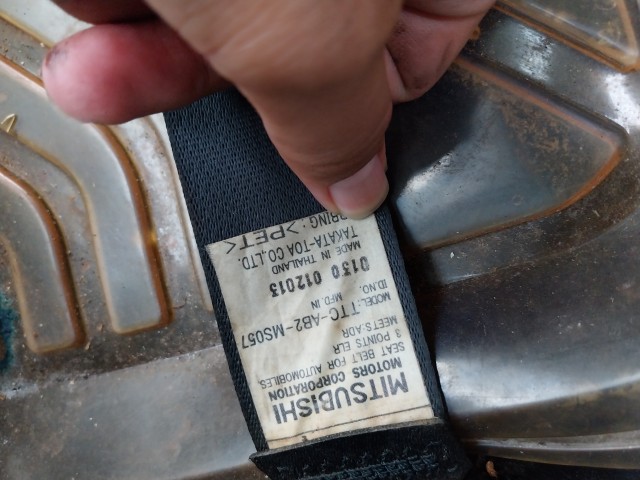 MITSUBISHI
MOTORS CORPORATION
SEAT BELT FOR AUTOMOBILES
3 POINTS ELR
MEETS:ADR
MODEL: TTC-AB2-MS057
ID.NO. MFD. IN
0130 012013
MADE IN THAILAND
TAKATA-TOA CO.,LTD.
>PET<